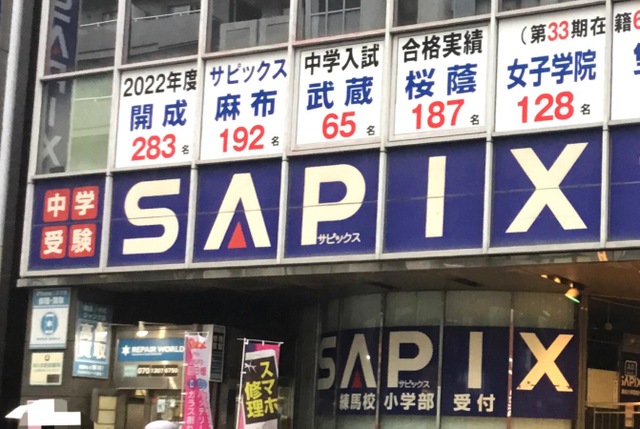 2022年度 サピックス 中学入試 合格実績 (第33期在籍6
開成 麻布 武蔵 桜蔭 女子学院
283名 192名 65名 187名 128名
中学受験
SAPIX
サピックス
SAPIX
サピックス
練馬校 小学部 受付
REPAIR WORLD
スマホ修理
買取